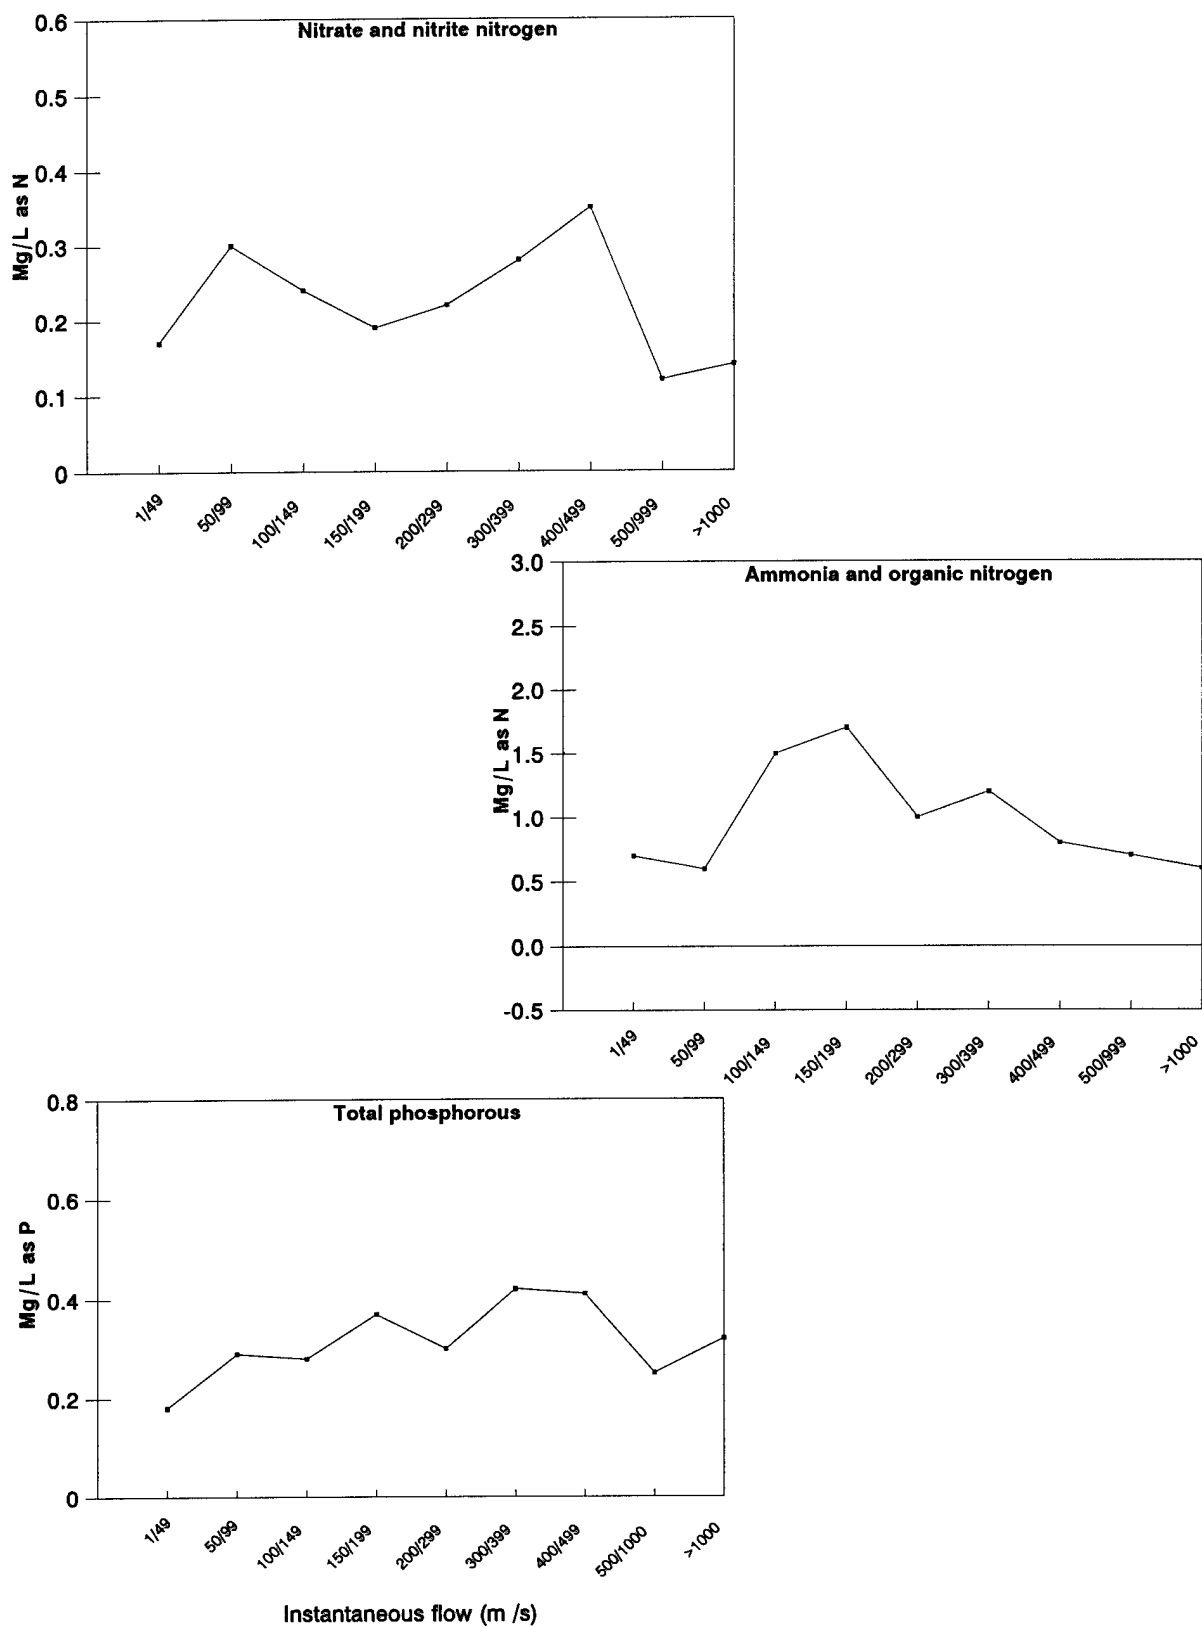 Nitrate and nitrite nitrogen
Mg/L as N
0.6
0.5
0.4
0.3
0.2
0.1
0
1/49 50/99 100/149 150/199 200/299 300/399 400/499 500/999 >1000
Ammonia and organic nitrogen
Mg/L as N
3.0
2.5
2.0
1.5
1.0
0.5
0.0
-0.5
1/49 50/99 100/149 150/199 200/299 300/399 400/499 500/999 >1000
Total phosphorous
Mg/L as P
0.8
0.6
0.4
0.2
0
1/49 50/99 100/149 150/199 200/299 300/399 400/499 500/1000 >1000
Instantaneous flow (m /s)